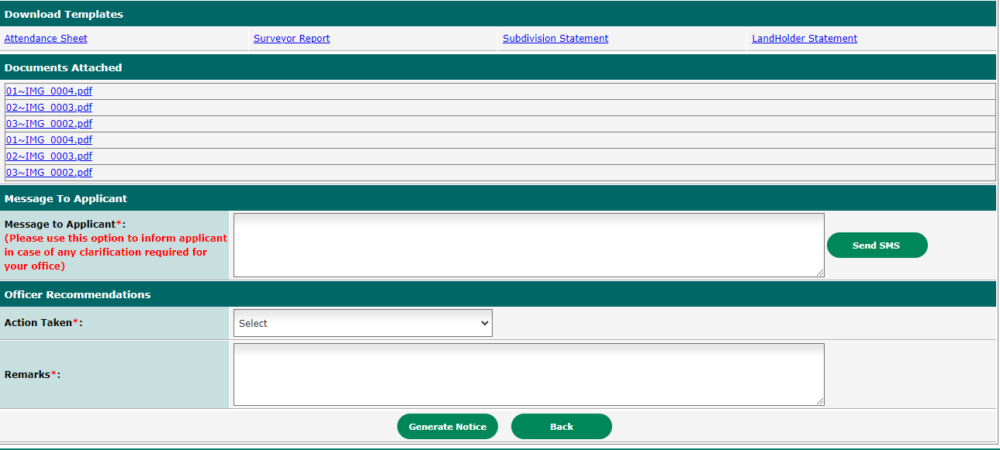 Download Templates
Attendance Sheet
Surveyor Report
Subdivision Statement
LandHolder Statement
Documents Attached
01~IMG_0004.pdf
02~IMG_0003.pdf
03~IMG_0002.pdf
01~IMG_0004.pdf
02~IMG_0003.pdf
03~IMG_0002.pdf
Message To Applicant
Message to Applicant*:
(Please use this option to inform applicant
in case of any clarification required for
your office)
Send SMS
Officer Recommendations
Action Taken*:
Select
Remarks*:
Generate Notice
Back